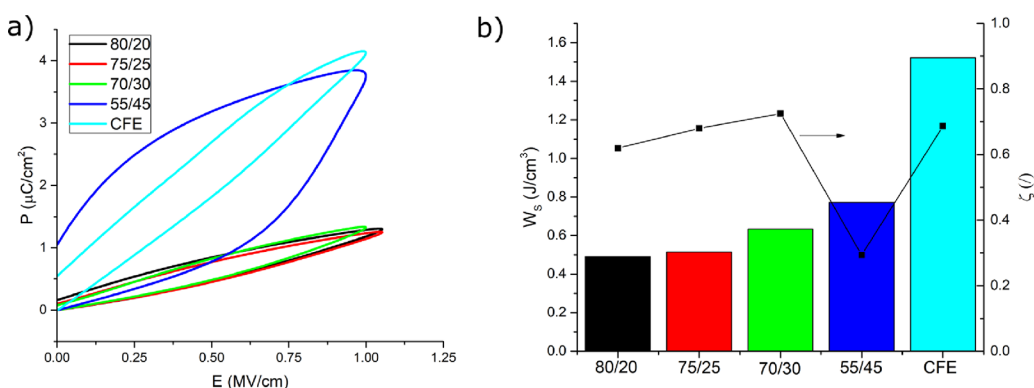 a)
80/20
75/25
70/30
55/45
CFE
4
3
2
1
0
P (μC/cm²)
0.00 0.25 0.50 0.75 1.00 1.25
E (MV/cm)
b)
1.6
1.4
1.2
1.0
0.8
0.6
0.4
0.2
0.0
W_S (J/cm³)
1.0
0.8
0.6
0.4
0.2
0.0
ζ (/)
80/20 75/25 70/30 55/45 CFE